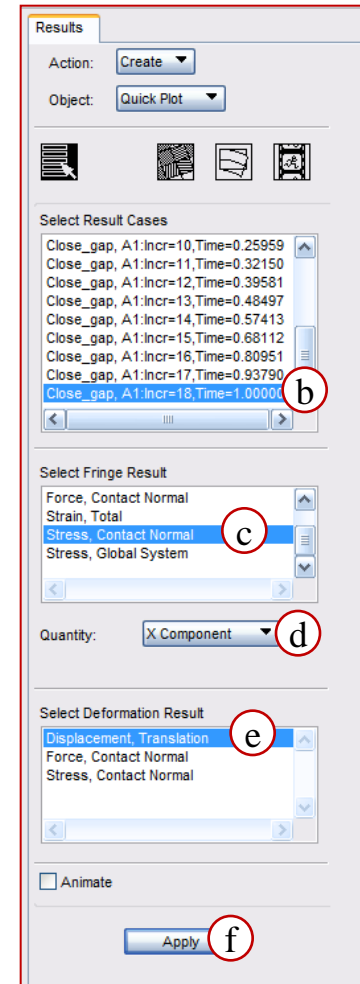 Results
Action: Create
Object: Quick Plot
Select Result Cases
Close_gap, A1:Incr=10,Time=0.25959
Close_gap, A1:Incr=11,Time=0.32150
Close_gap, A1:Incr=12,Time=0.39581
Close_gap, A1:Incr=13,Time=0.48497
Close_gap, A1:Incr=14,Time=0.57413
Close_gap, A1:Incr=15,Time=0.68112
Close_gap, A1:Incr=16,Time=0.80951
Close_gap, A1:Incr=17,Time=0.93790
Close_gap, A1:Incr=18,Time=1.00000 b
Select Fringe Result
Force, Contact Normal
Strain, Total
Stress, Contact Normal c
Stress, Global System
Quantity: X Component d
Select Deformation Result
Displacement, Translation e
Force, Contact Normal
Stress, Contact Normal
Animate
Apply f